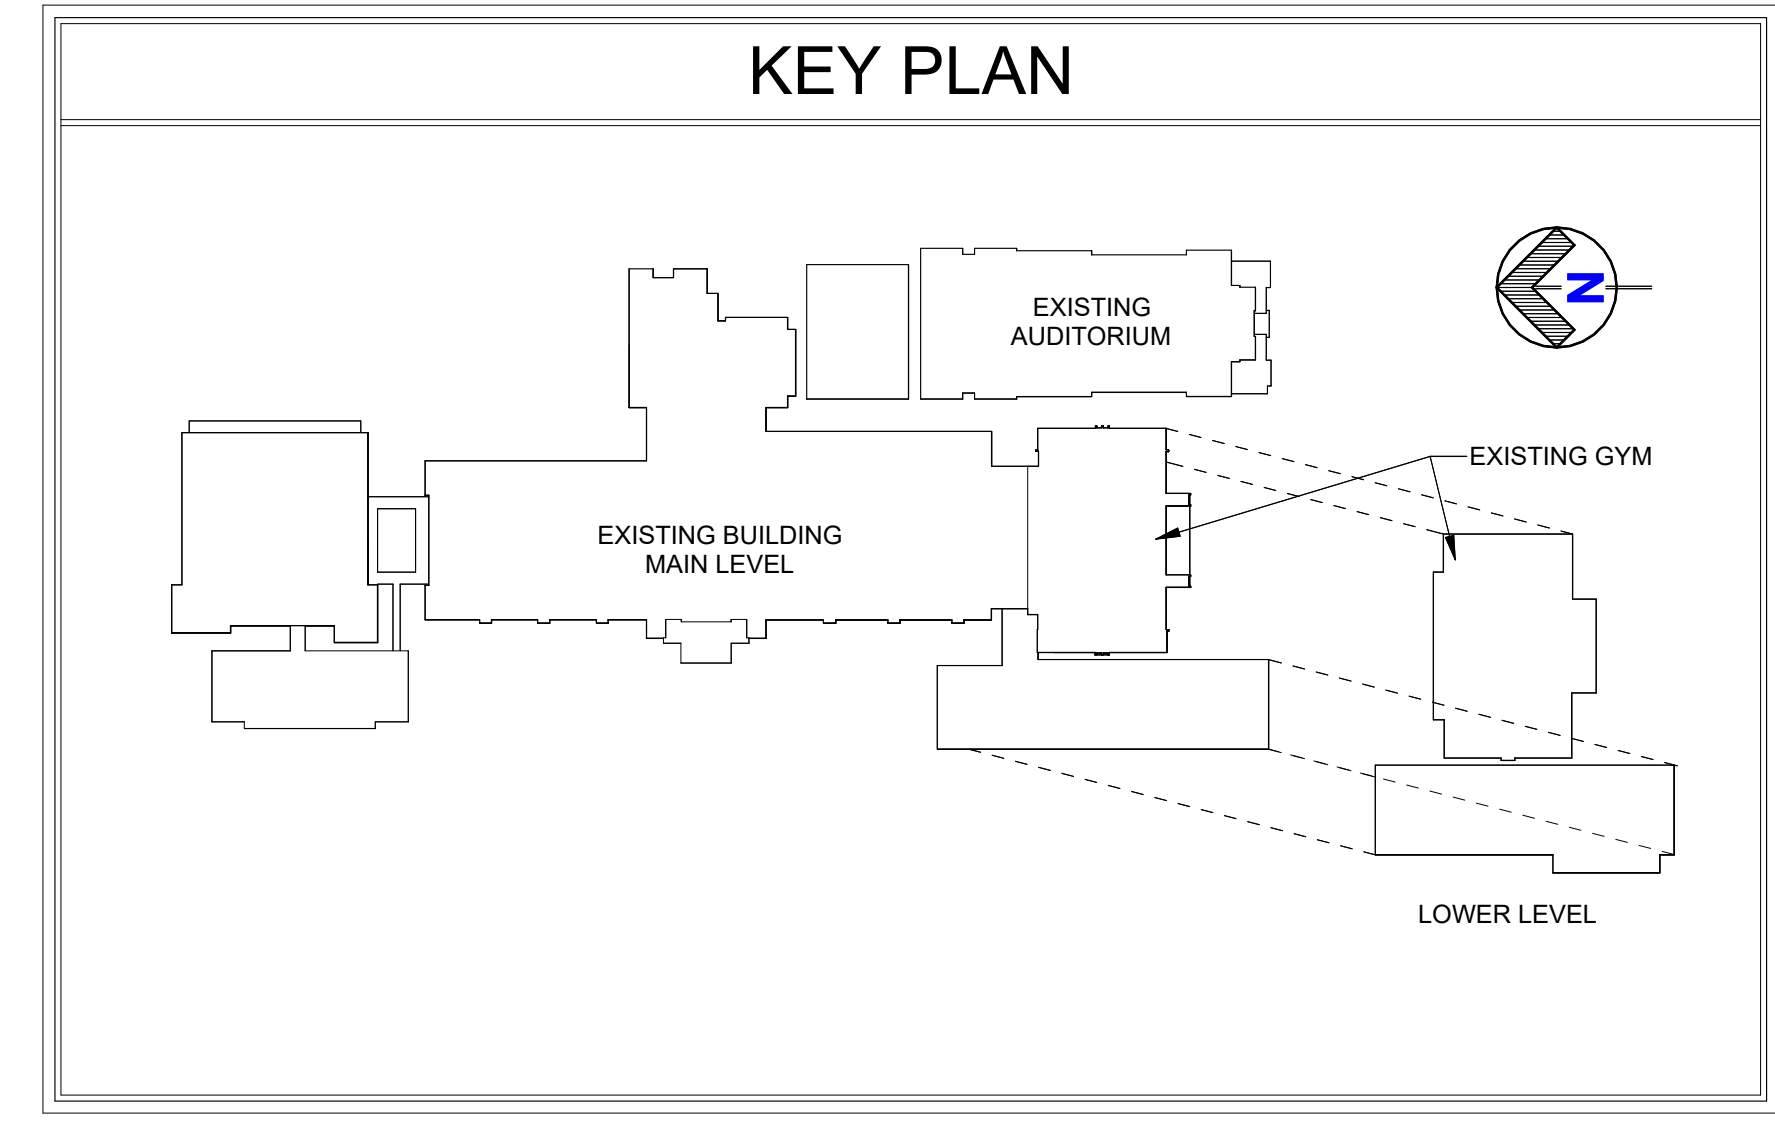 KEY PLAN
EXISTING
AUDITORIUM
N
EXISTING GYM
EXISTING BUILDING
MAIN LEVEL
LOWER LEVEL